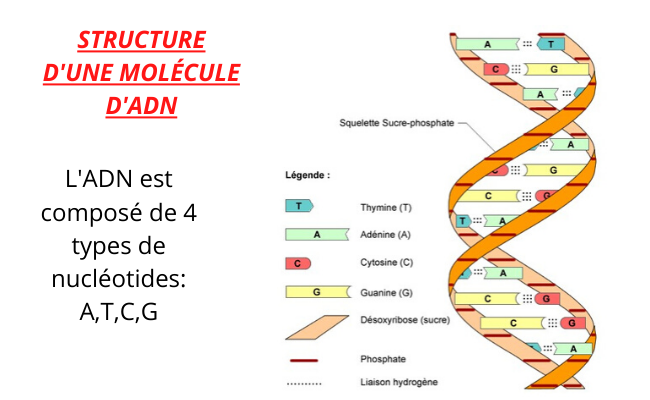 STRUCTURE
D'UNE MOLÉCULE
D'ADN
L'ADN est
composé de 4
types de
nucléotides:
A,T,C,G
Squelette Sucre-phosphate
Légende :
T Thymine (T)
A Adénine (A)
C Cytosine (C)
G Guanine (G)
Désoxyribose (sucre)
Phosphate
Liaison hydrogène
A T
C G
A
A
G
C G
T A
A
C G
C G
A